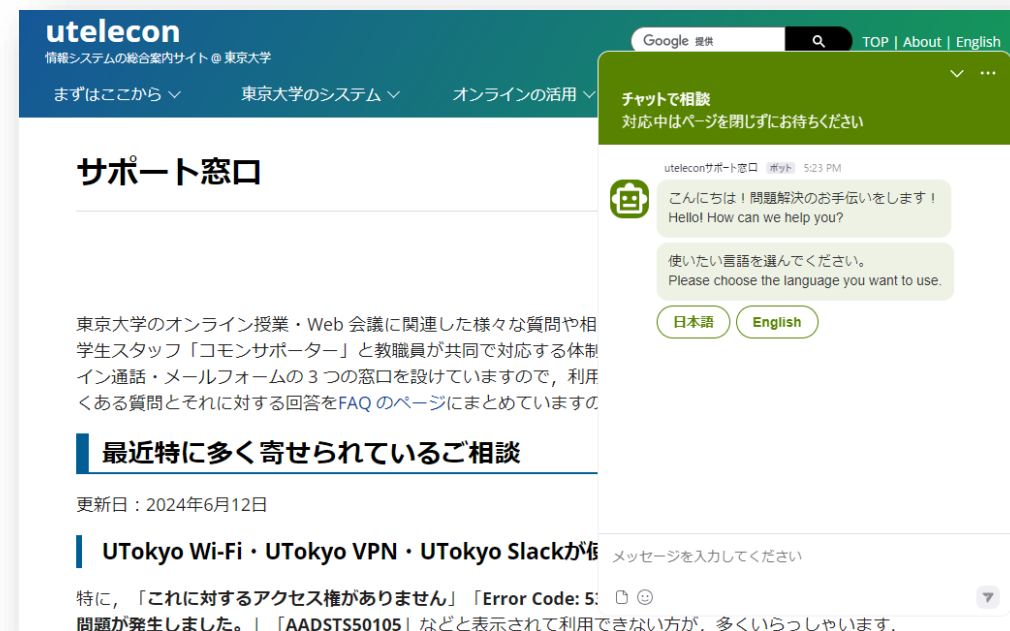 utelecon
情報システムの総合案内サイト @ 東京大学
Google 提供
TOP | About | English
まずはここから
東京大学のシステム
オンラインの活用
サポート窓口
東京大学のオンライン授業・Web 会議に関連した様々な質問や相
学生スタッフ「コモンサポーター」と教職員が共同で対応する体制
イン通話・メールフォームの 3 つの窓口を設けていますので，利用
くある質問とそれに対する回答をFAQ のページにまとめていますの
最近特に多く寄せられているご相談
更新日：2024年6月12日
UTokyo Wi-Fi・UTokyo VPN・UTokyo Slackが使
特に，「これに対するアクセス権がありません」「Error Code: 53
問題が発生しました。」「AADSTS50105」などと表示されて利用できない方が，多くいらっしゃいます．
チャットで相談
対応中はページを閉じずにお待ちください
uteleconサポート窓口 ボット 5:23 PM
こんにちは！問題解決のお手伝いをします！
Hello! How can we help you?
使いたい言語を選んでください。
Please choose the language you want to use.
日本語
English
メッセージを入力してください